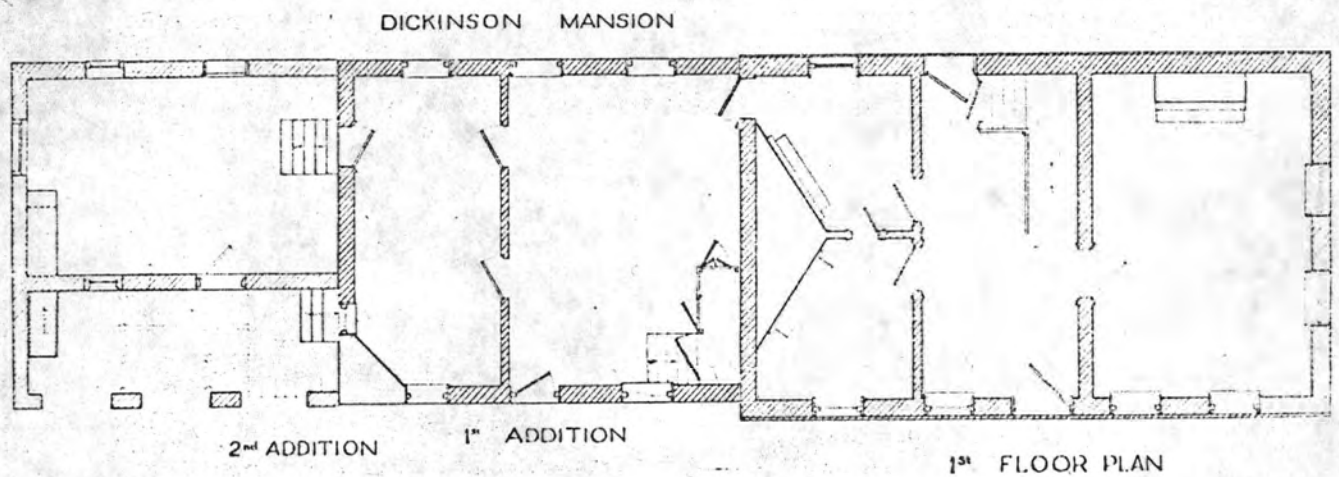 DICKINSON MANSION
2nd ADDITION
1st ADDITION
1st FLOOR PLAN